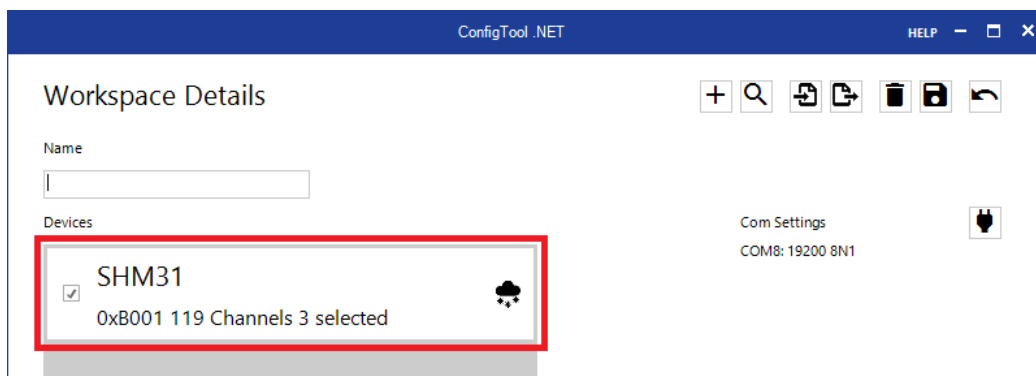 ConfigTool .NET
HELP
Workspace Details
Name
Devices
Com Settings
COM8: 19200 8N1
SHM31
0xB001 119 Channels 3 selected